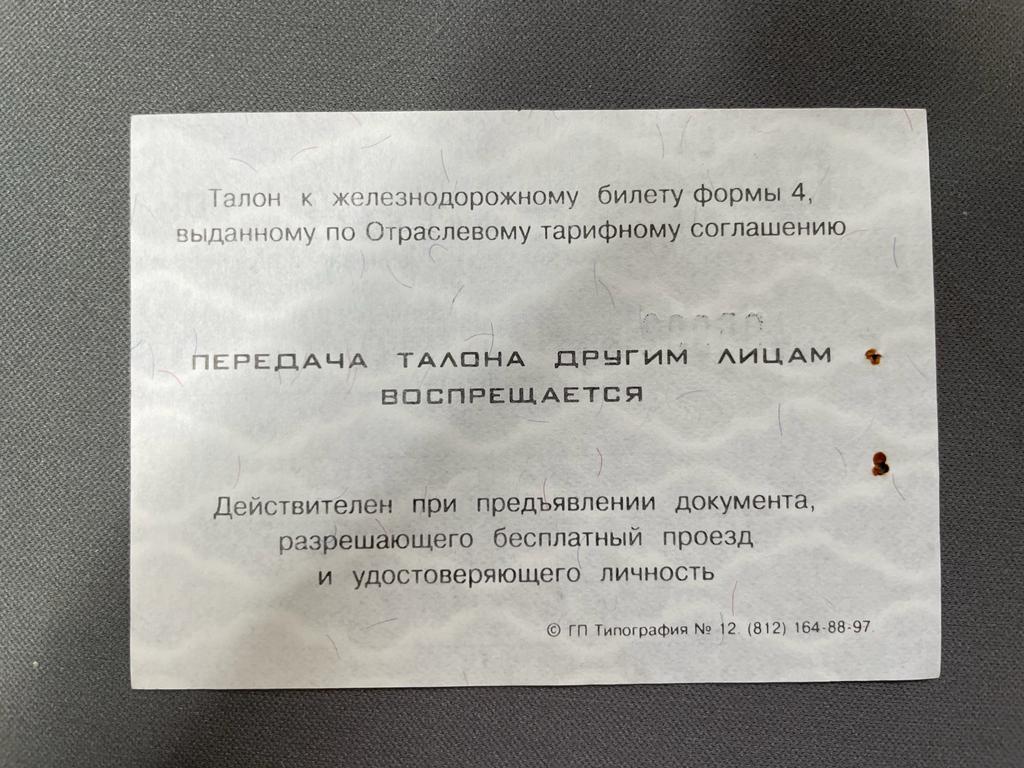 Талон к железнодорожному билету формы 4,
выданному по Отраслевому тарифному соглашению
ПЕРЕДАЧА ТАЛОНА ДРУГИМ ЛИЦАМ
ВОСПРЕЩАЕТСЯ
Действителен при предъявлении документа,
разрешающего бесплатный проезд
и удостоверяющего личность
© ГП Типография № 12. (812) 164-88-97.